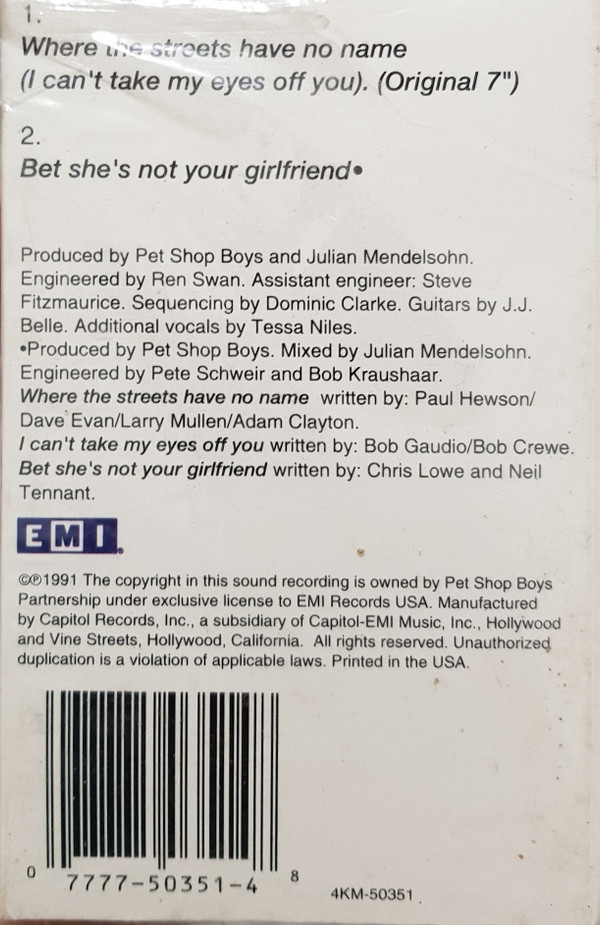 1.
Where the streets have no name
(I can't take my eyes off you). (Original 7")
2.
Bet she's not your girlfriend•
Produced by Pet Shop Boys and Julian Mendelsohn.
Engineered by Ren Swan. Assistant engineer: Steve
Fitzmaurice. Sequencing by Dominic Clarke. Guitars by J.J.
Belle. Additional vocals by Tessa Niles.
•Produced by Pet Shop Boys. Mixed by Julian Mendelsohn.
Engineered by Pete Schweir and Bob Kraushaar.
Where the streets have no name written by: Paul Hewson/
Dave Evan/Larry Mullen/Adam Clayton.
I can't take my eyes off you written by: Bob Gaudio/Bob Crewe.
Bet she's not your girlfriend written by: Chris Lowe and Neil
Tennant.
EMI
©℗1991 The copyright in this sound recording is owned by Pet Shop Boys
Partnership under exclusive license to EMI Records USA. Manufactured
by Capitol Records, Inc., a subsidiary of Capitol-EMI Music, Inc., Hollywood
and Vine Streets, Hollywood, California. All rights reserved. Unauthorized
duplication is a violation of applicable laws. Printed in the USA.
0 7777-50351-4 8
4KM-50351